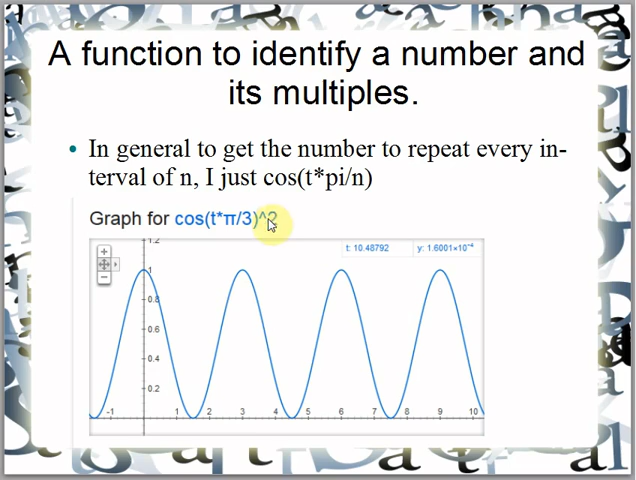 A function to identify a number and
its multiples.
• In general to get the number to repeat every in-
terval of n, I just cos(t*pi/n)
Graph for cos(t*π/3)^2
t: 10.48792 y: 1.6001×10⁻⁴
1.2
1
0.8
0.6
0.4
0.2
-1 1 2 3 4 5 6 7 8 9 10